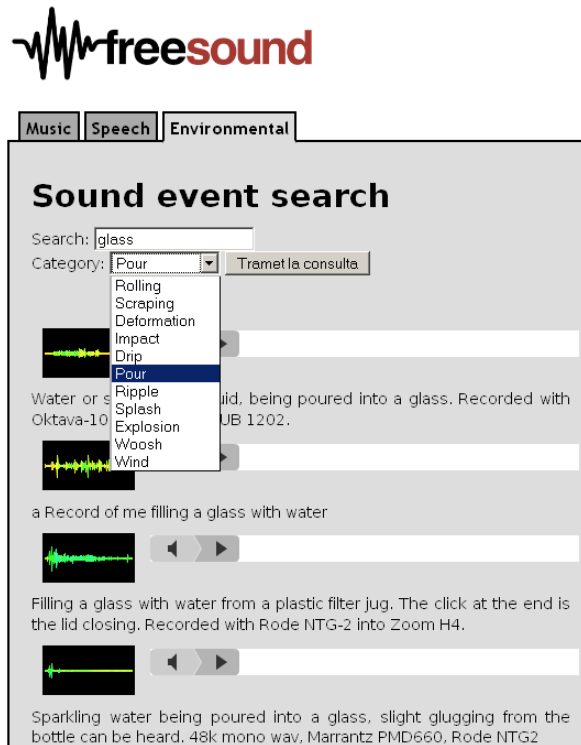 freesound
Music Speech Environmental
Sound event search
Search: glass
Category: Pour Tramet la consulta
Rolling
Scraping
Deformation
Impact
Drip
Pour
Ripple
Splash
Explosion
Woosh
Wind
Water or s uid, being poured into a glass. Recorded with
Oktava-10 UB 1202.
a Record of me filling a glass with water
Filling a glass with water from a plastic filter jug. The click at the end is
the lid closing. Recorded with Rode NTG-2 into Zoom H4.
Sparkling water being poured into a glass, slight glugging from the
bottle can be heard. 48k mono wav, Marrantz PMD660, Rode NTG2